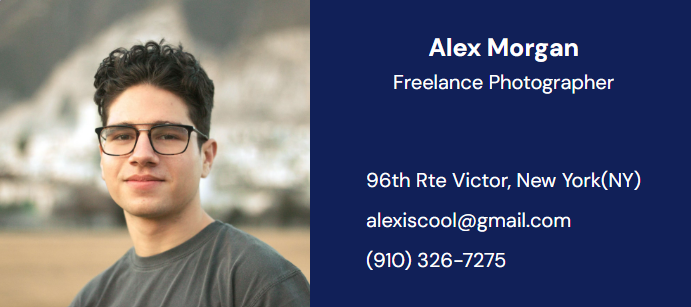 Alex Morgan
Freelance Photographer
96th Rte Victor, New York(NY)
alexiscool@gmail.com
(910) 326-7275